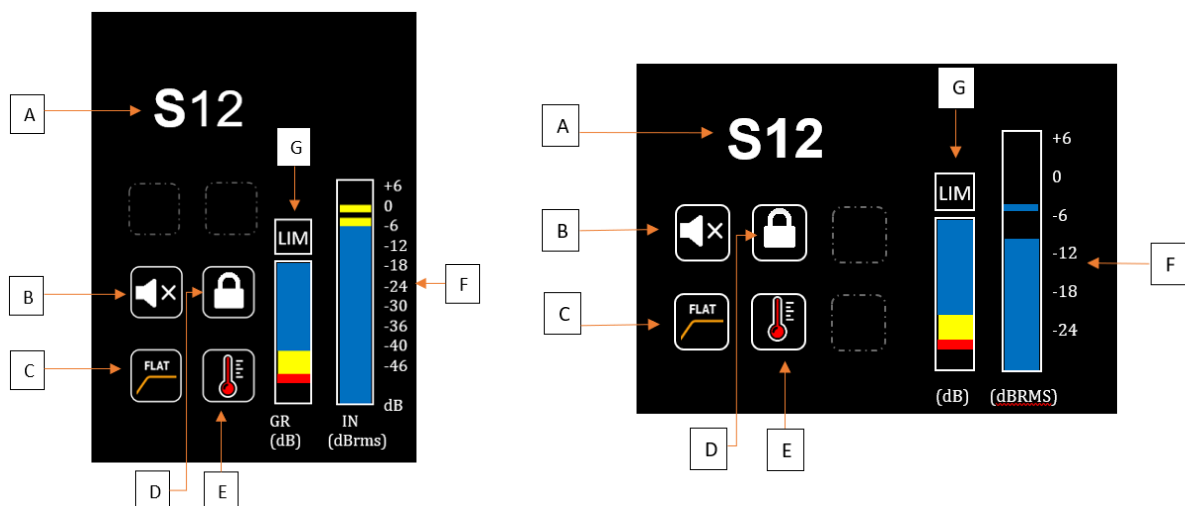 A
S12
G
LIM
+6
0
-6
-12
-18
-24
-30
-36
-40
-46
dB
B
C
FLAT
F
GR
(dB)
IN
(dBrms)
D
E
A
S12
G
LIM
+6
0
-6
-12
-18
-24
B
C
FLAT
F
(dB)
(dBRMS)
D
E